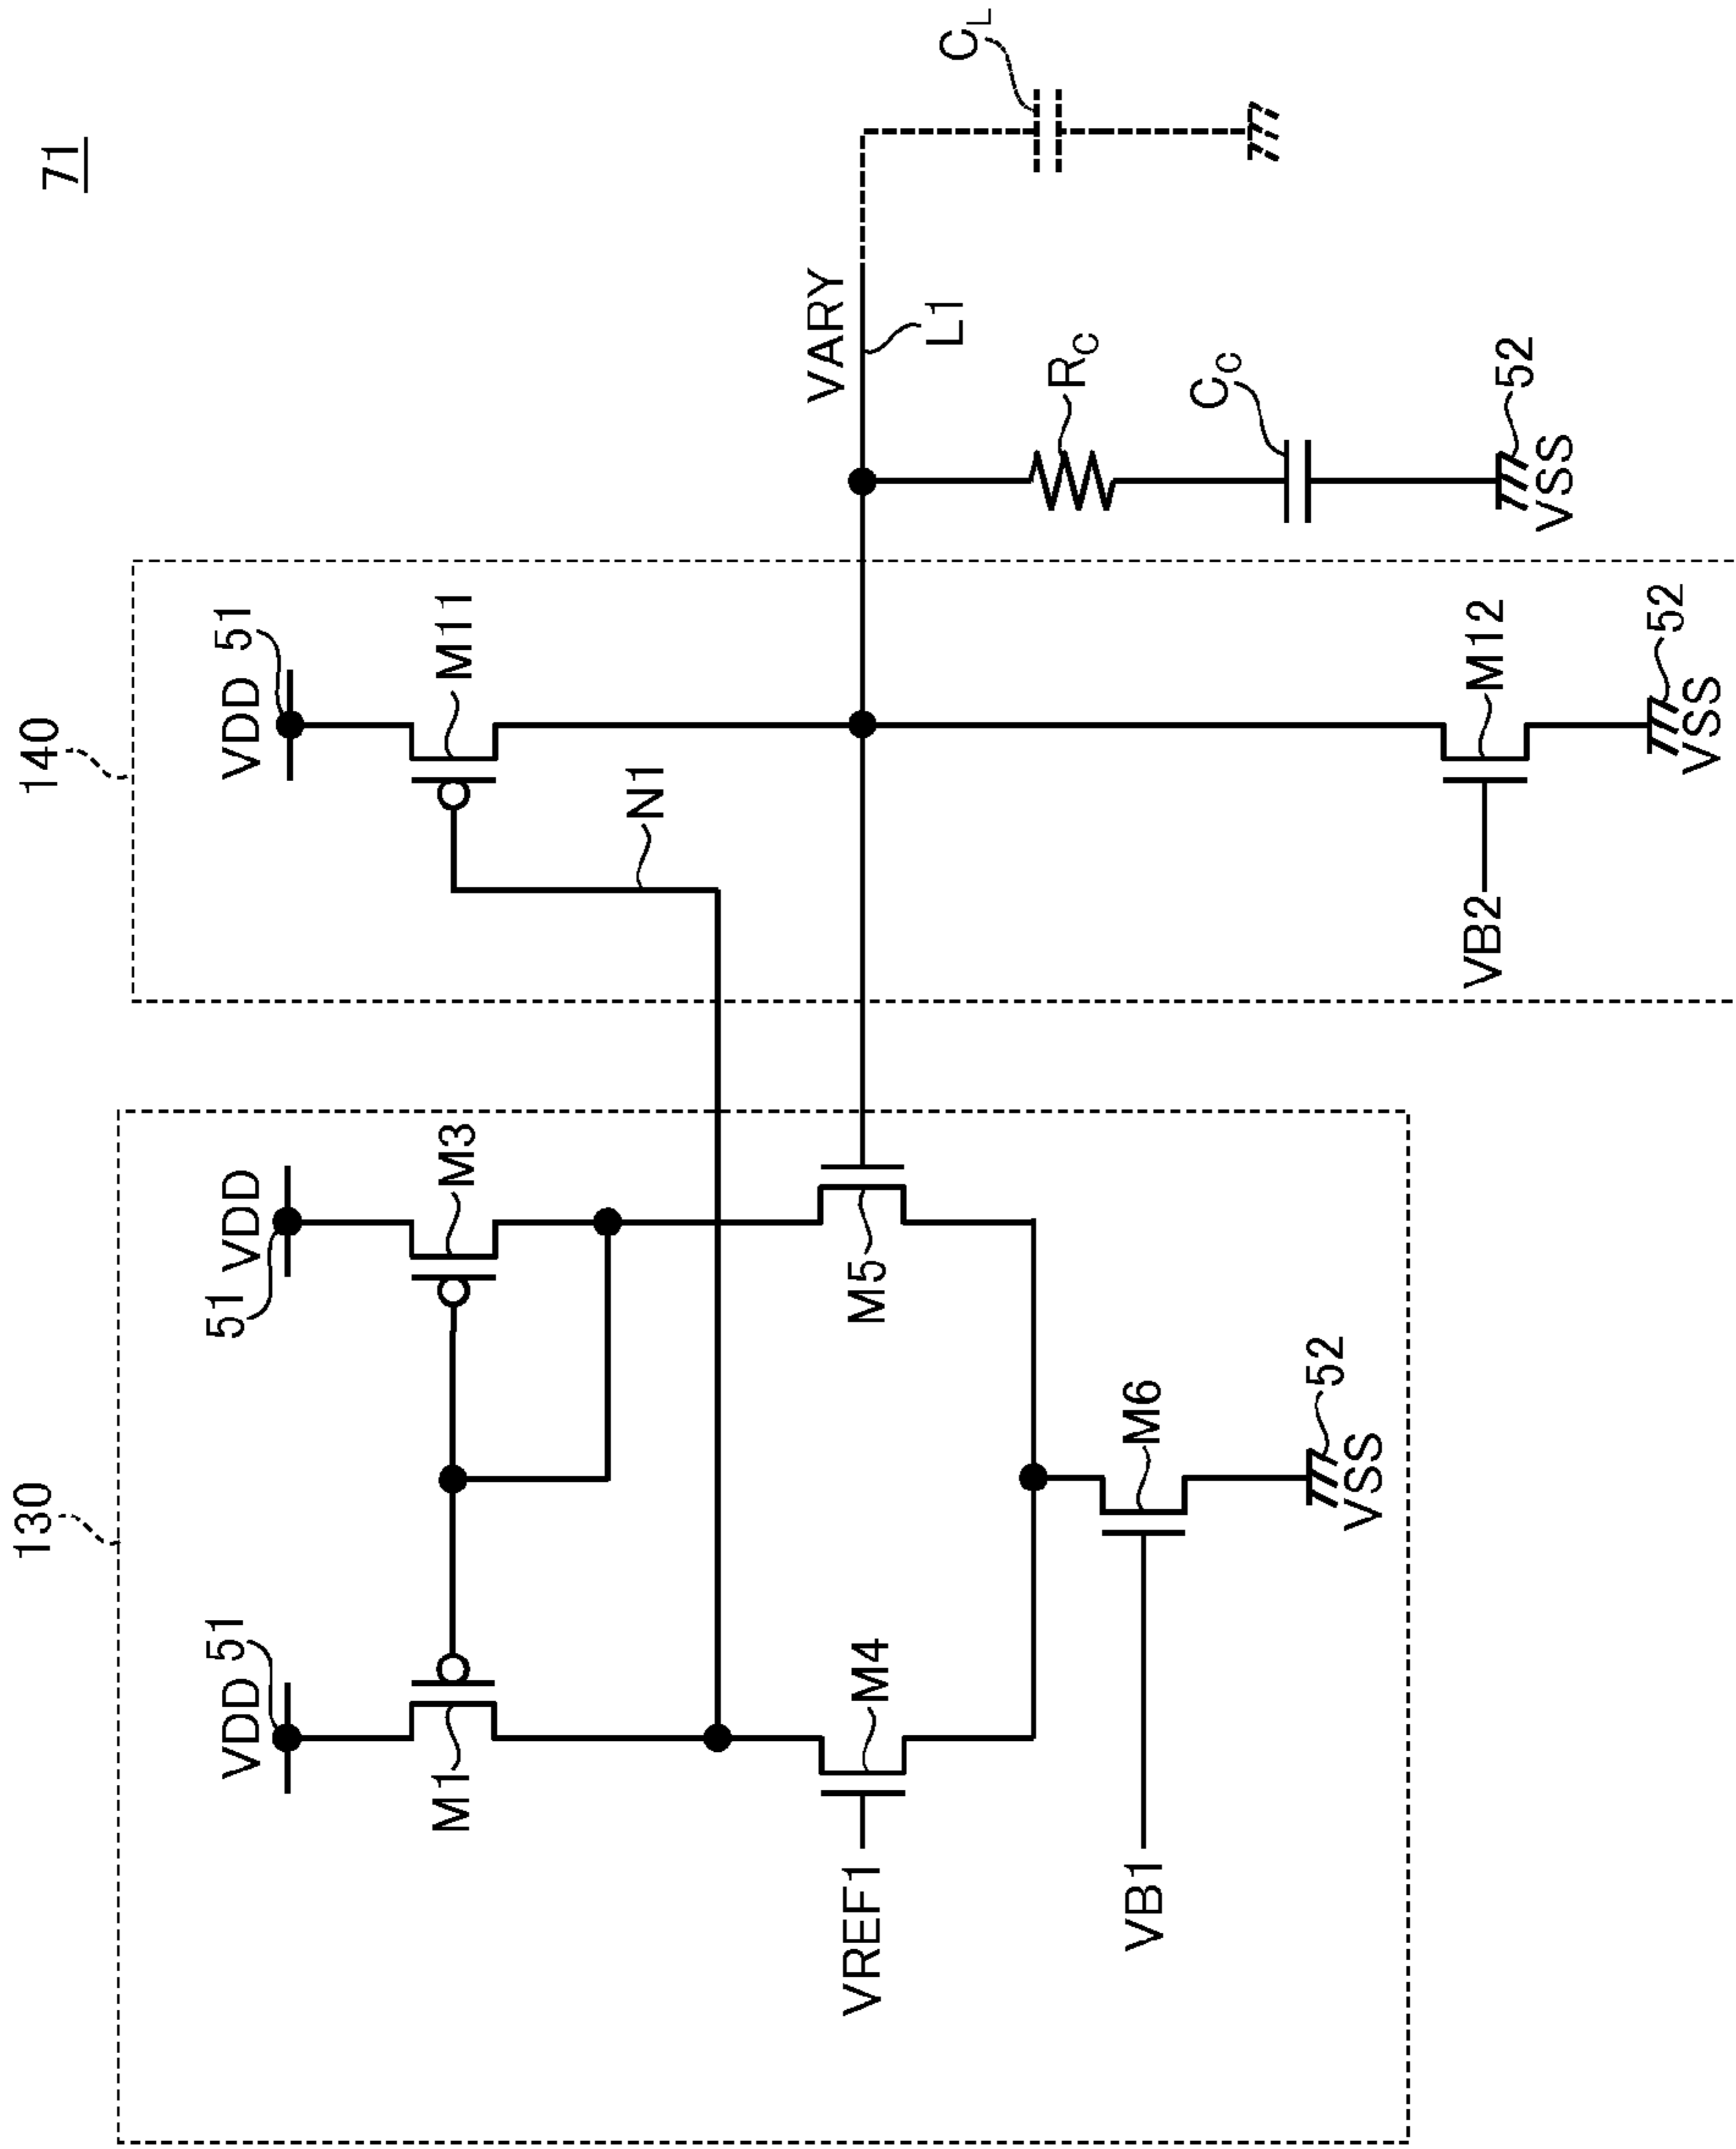 71
130
140
VDD 51
51 VDD
VDD 51
M1
M3
M11
N1
VREF1
M4
M5
VARY
L1
CL
RC
CC
VB1
M6
52
VSS
VB2
M12
52
VSS
52
VSS